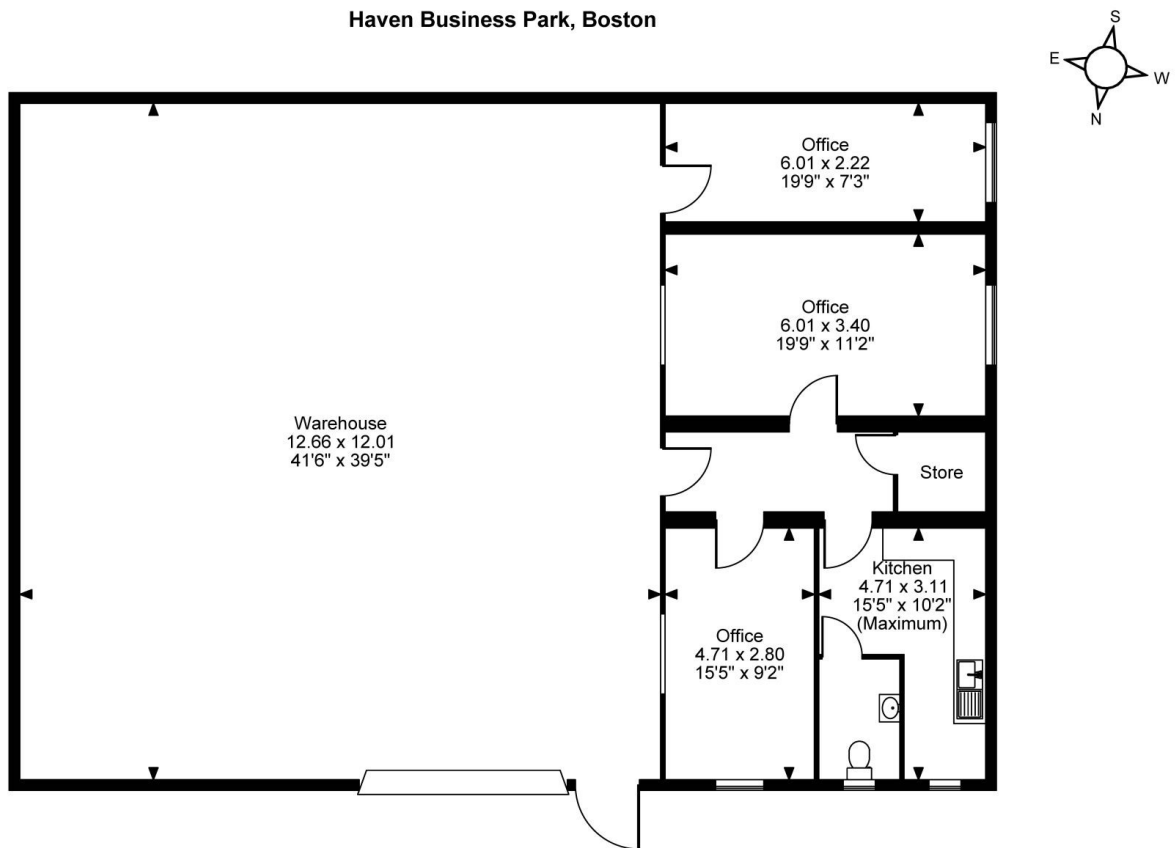 Haven Business Park, Boston
S
E
W
N
Office
6.01 x 2.22
19'9" x 7'3"
Office
6.01 x 3.40
19'9" x 11'2"
Warehouse
12.66 x 12.01
41'6" x 39'5"
Store
Kitchen
4.71 x 3.11
15'5" x 10'2"
(Maximum)
Office
4.71 x 2.80
15'5" x 9'2"